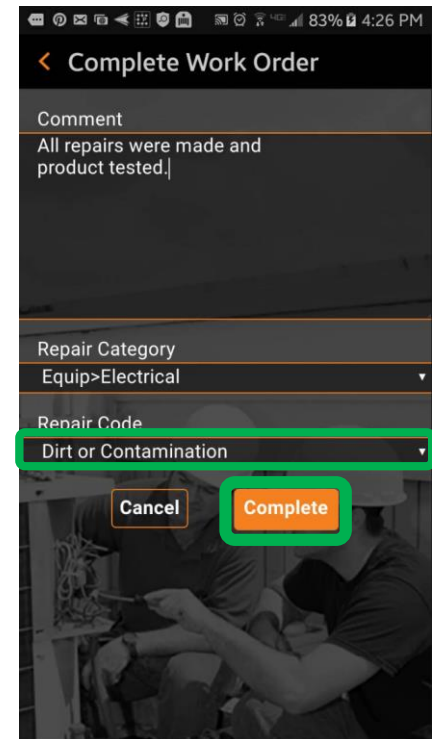 83% 4:26 PM
Complete Work Order
Comment
All repairs were made and
product tested.
Repair Category
Equip>Electrical
Repair Code
Dirt or Contamination
Cancel
Complete